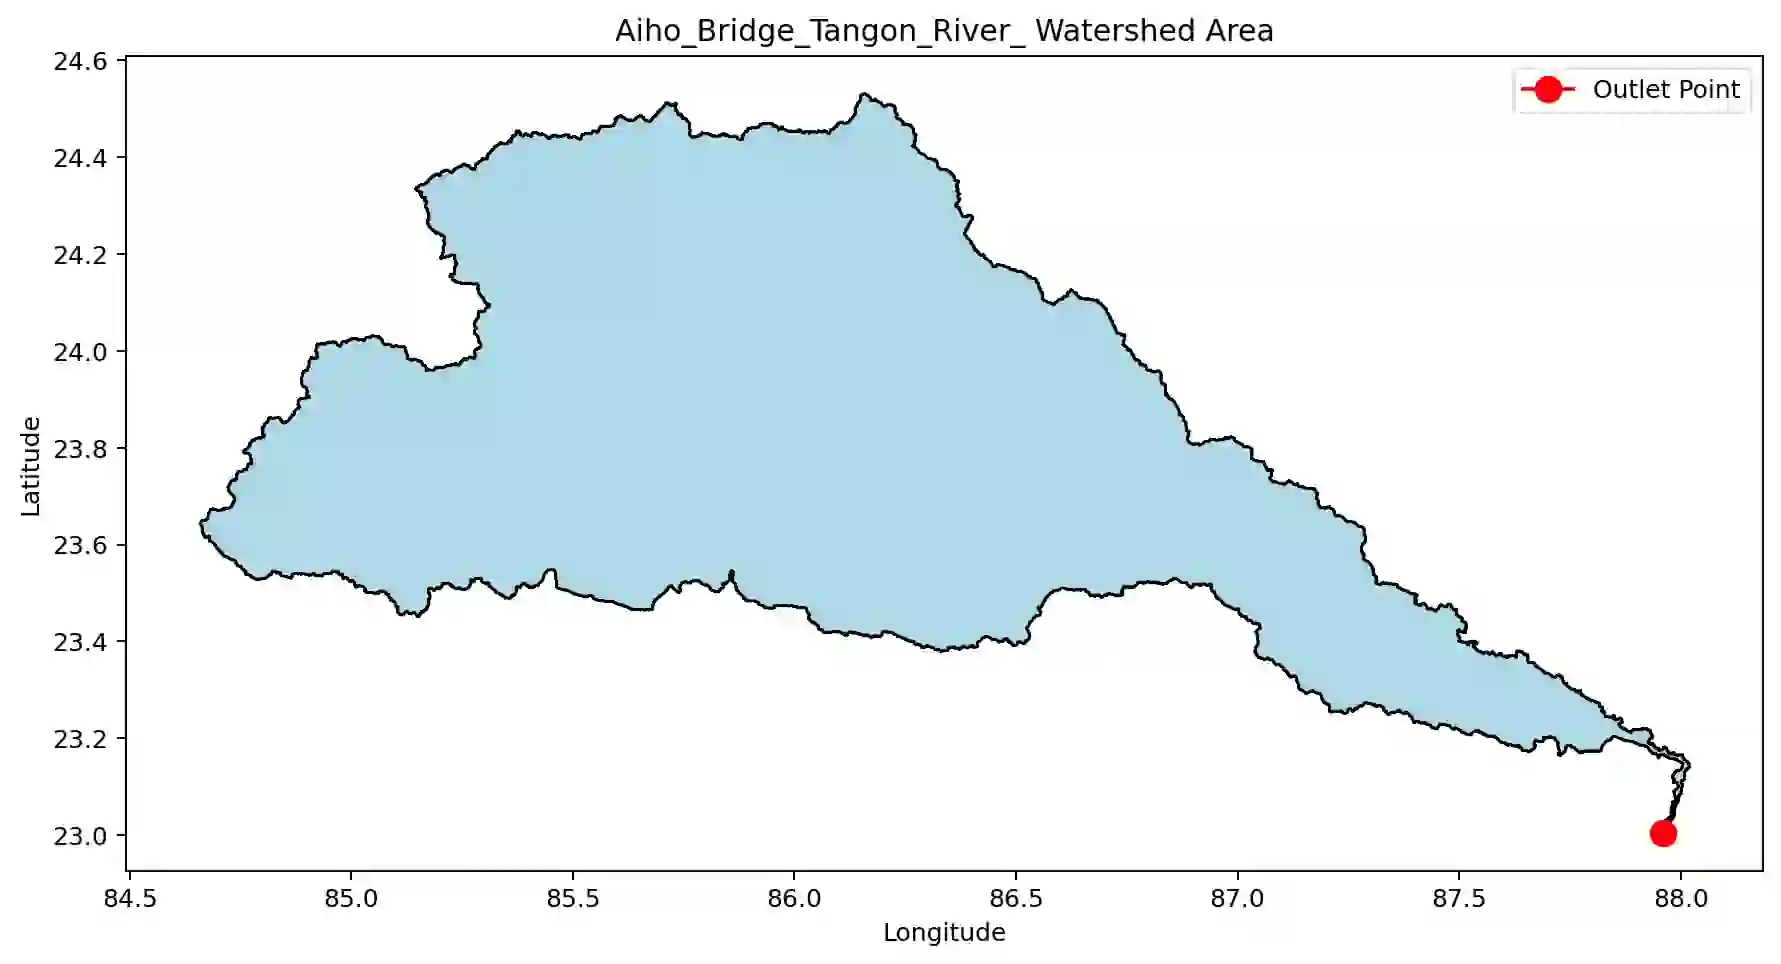 Aiho_Bridge_Tangon_River_ Watershed Area
Outlet Point
24.6
24.4
24.2
24.0
23.8
23.6
23.4
23.2
23.0
Latitude
84.5 85.0 85.5 86.0 86.5 87.0 87.5 88.0
Longitude